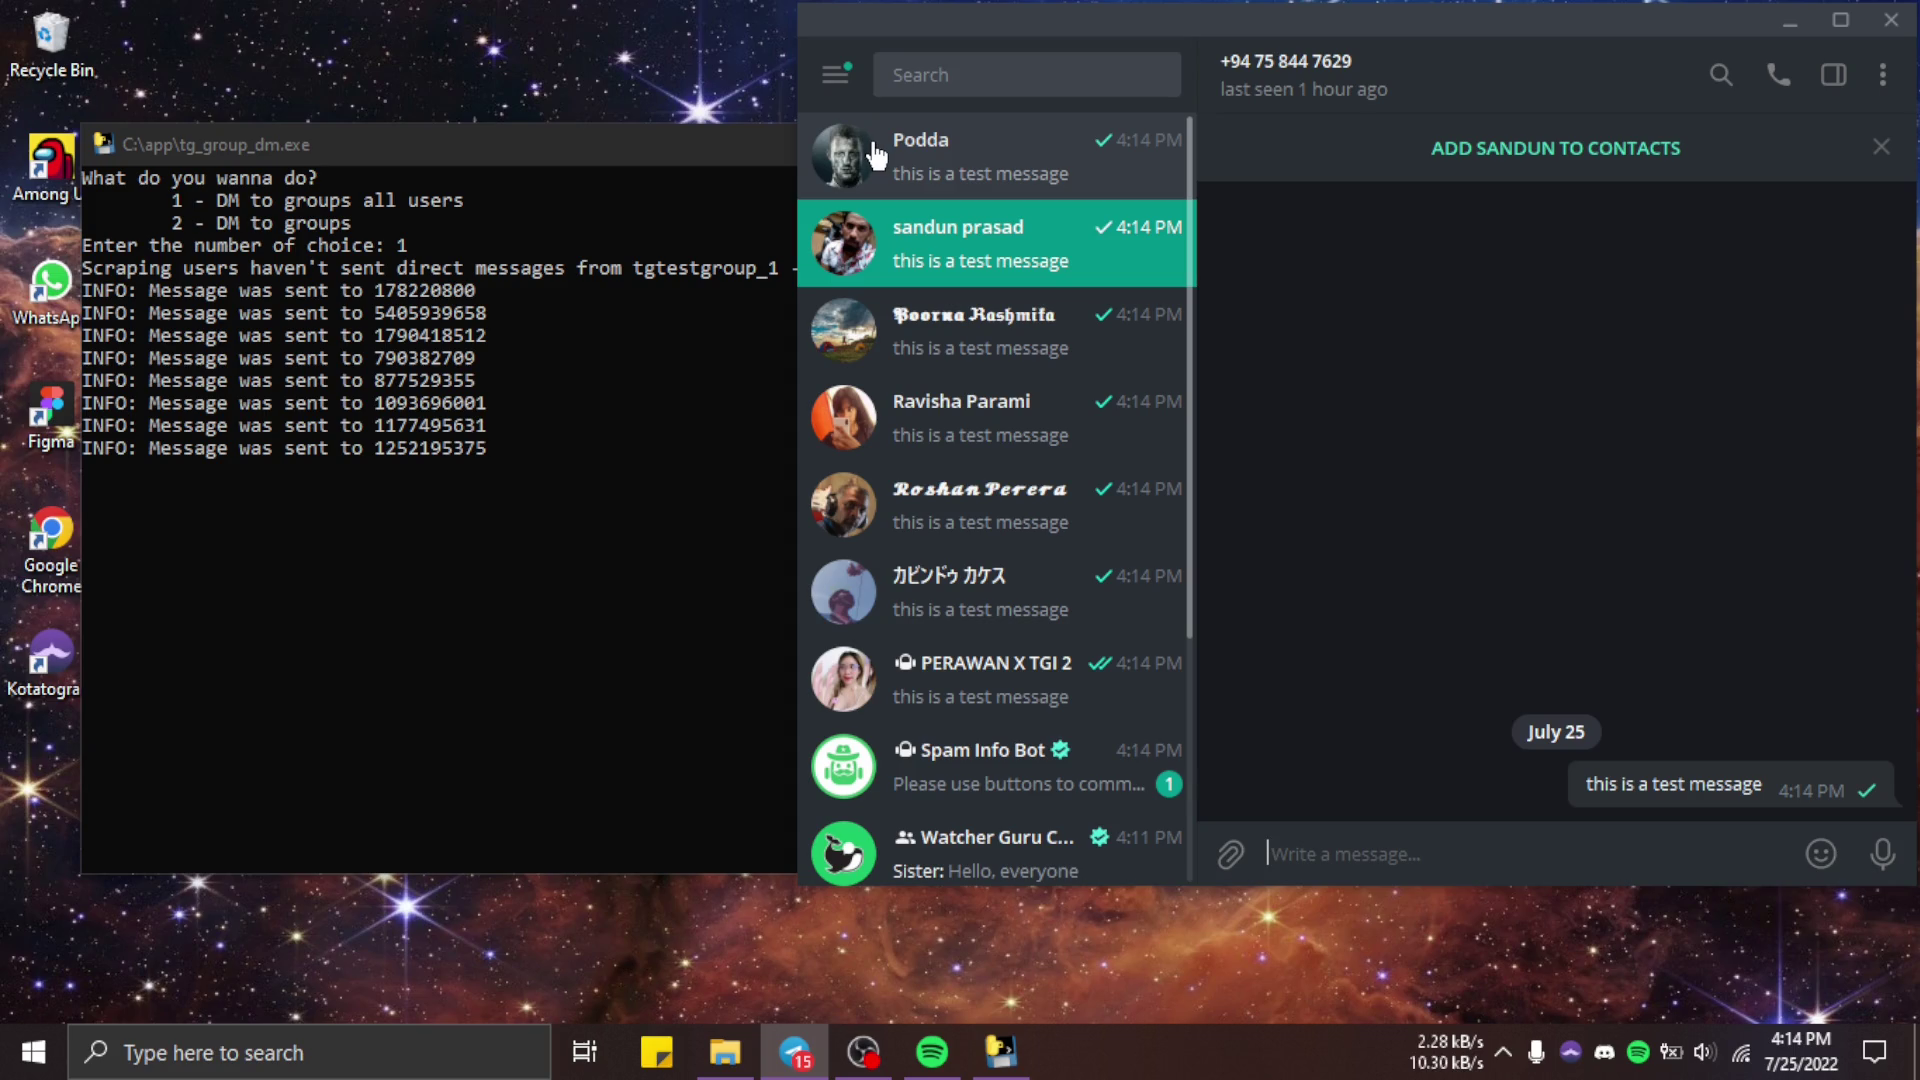 Recycle Bin
Among U
WhatsAp
Figma
Google
Chrome
Kotatogra
C:\app\tg_group_dm.exe
What do you wanna do?
1 - DM to groups all users
2 - DM to groups
Enter the number of choice: 1
Scraping users haven't sent direct messages from tgtestgroup_1 -
INFO: Message was sent to 178220800
INFO: Message was sent to 5405939658
INFO: Message was sent to 1790418512
INFO: Message was sent to 790382709
INFO: Message was sent to 877529355
INFO: Message was sent to 1093696001
INFO: Message was sent to 1177495631
INFO: Message was sent to 1252195375
Search
Podda 4:14 PM
this is a test message
sandun prasad 4:14 PM
this is a test message
𝕻𝖔𝖔𝖗𝖓𝖆 𝕽𝖆𝖘𝖍𝖒𝖎𝖐𝖆 4:14 PM
this is a test message
Ravisha Parami 4:14 PM
this is a test message
𝓡𝓸𝓼𝓱𝓪𝓷 𝓟𝓮𝓻𝓮𝓻𝓪 4:14 PM
this is a test message
カビンドゥ カケス 4:14 PM
this is a test message
PERAWAN X TGI 2 4:14 PM
this is a test message
Spam Info Bot 4:14 PM
Please use buttons to comm... 1
Watcher Guru C... 4:11 PM
Sister: Hello, everyone
+94 75 844 7629
last seen 1 hour ago
ADD SANDUN TO CONTACTS
July 25
this is a test message 4:14 PM
Write a message...
Type here to search
15
2.28 kB/s
10.30 kB/s
4:14 PM
7/25/2022